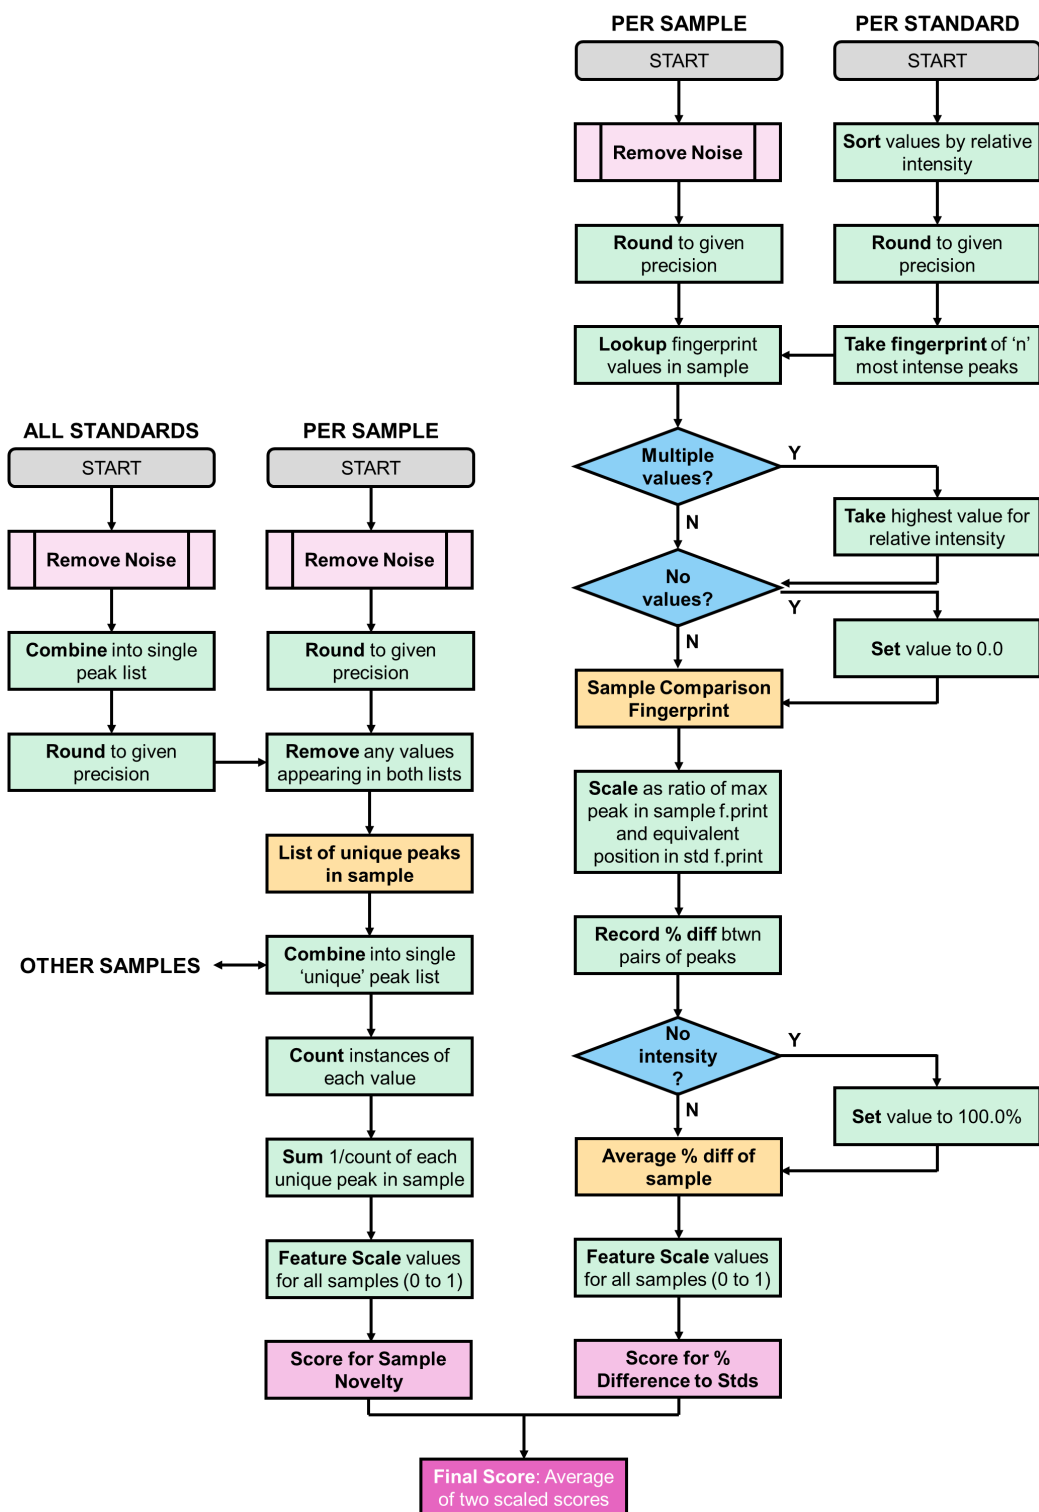 PER SAMPLE
START
Remove Noise
Round to given
precision
Lookup fingerprint
values in sample
PER STANDARD
START
Sort values by relative
intensity
Round to given
precision
Take fingerprint of ‘n’
most intense peaks
Multiple
values?
Y
N
Take highest value for
relative intensity
No
values?
Y
N
Set value to 0.0
Sample Comparison
Fingerprint
Scale as ratio of max
peak in sample f.print
and equivalent
position in std f.print
Record % diff btwn
pairs of peaks
No
intensity
?
Y
N
Set value to 100.0%
Average % diff of
sample
Feature Scale values
for all samples (0 to 1)
Score for %
Difference to Stds
ALL STANDARDS
START
Remove Noise
Combine into single
peak list
Round to given
precision
PER SAMPLE
START
Remove Noise
Round to given
precision
Remove any values
appearing in both lists
List of unique peaks
in sample
OTHER SAMPLES
Combine into single
‘unique’ peak list
Count instances of
each value
Sum 1/count of each
unique peak in sample
Feature Scale values
for all samples (0 to 1)
Score for Sample
Novelty
Final Score: Average
of two scaled scores